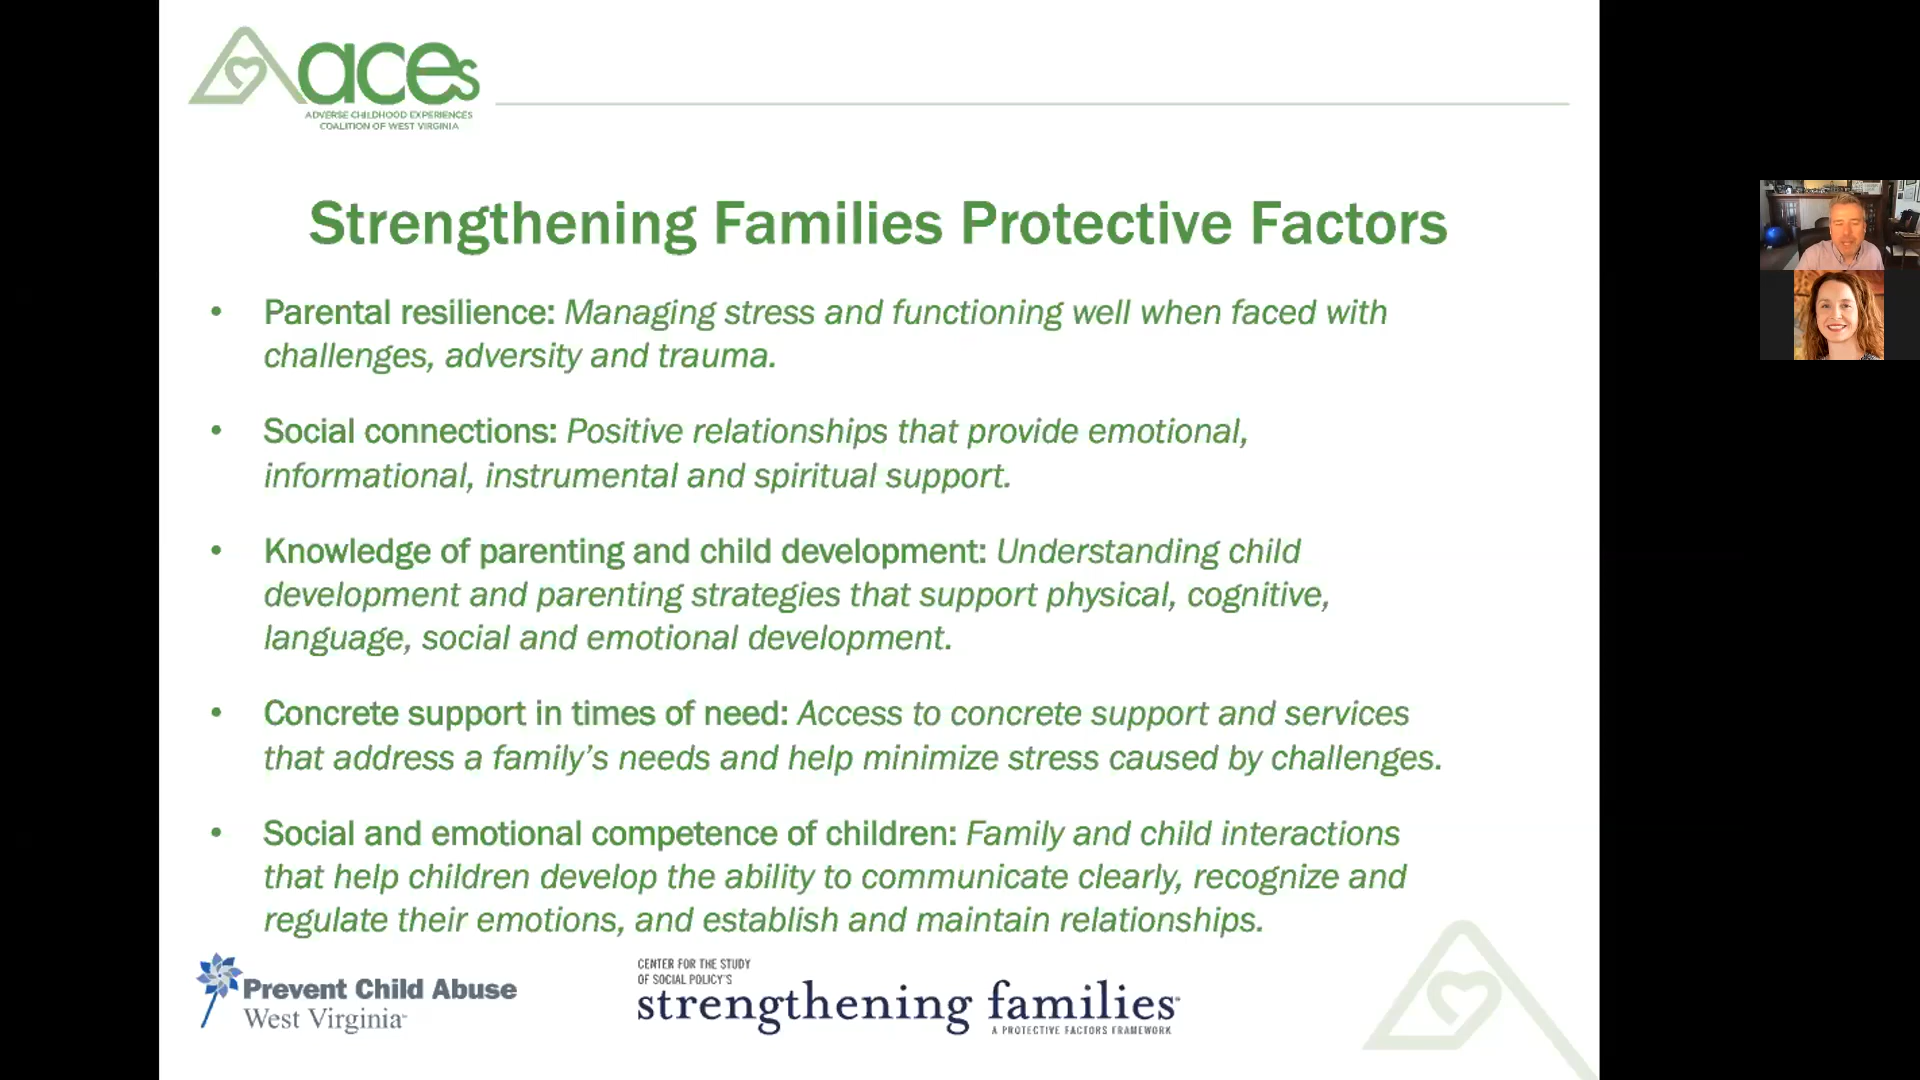 aces
ADVERSE CHILDHOOD EXPERIENCES
COALITION OF WEST VIRGINIA
Strengthening Families Protective Factors
• Parental resilience: Managing stress and functioning well when faced with
challenges, adversity and trauma.
• Social connections: Positive relationships that provide emotional,
informational, instrumental and spiritual support.
• Knowledge of parenting and child development: Understanding child
development and parenting strategies that support physical, cognitive,
language, social and emotional development.
• Concrete support in times of need: Access to concrete support and services
that address a family’s needs and help minimize stress caused by challenges.
• Social and emotional competence of children: Family and child interactions
that help children develop the ability to communicate clearly, recognize and
regulate their emotions, and establish and maintain relationships.
Prevent Child Abuse
West Virginia
CENTER FOR THE STUDY
OF SOCIAL POLICY'S
strengthening families
A PROTECTIVE FACTORS FRAMEWORK